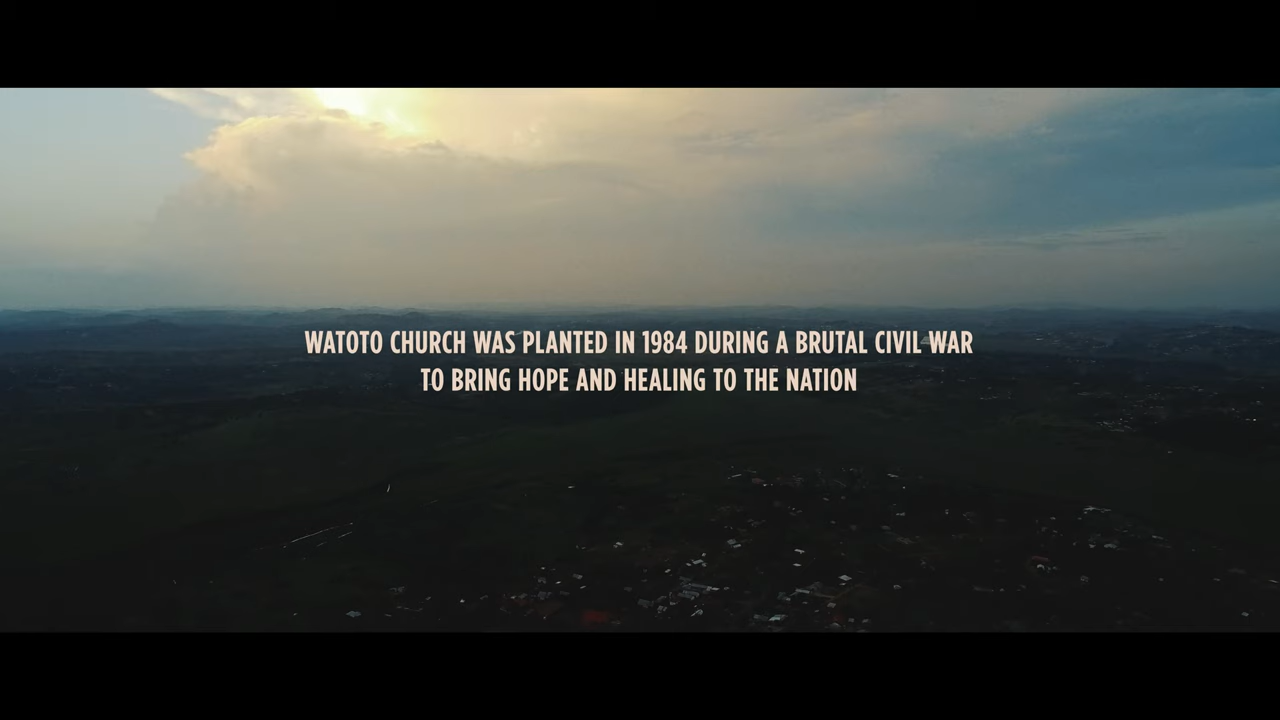 WATOTO CHURCH WAS PLANTED IN 1984 DURING A BRUTAL CIVIL WAR
TO BRING HOPE AND HEALING TO THE NATION